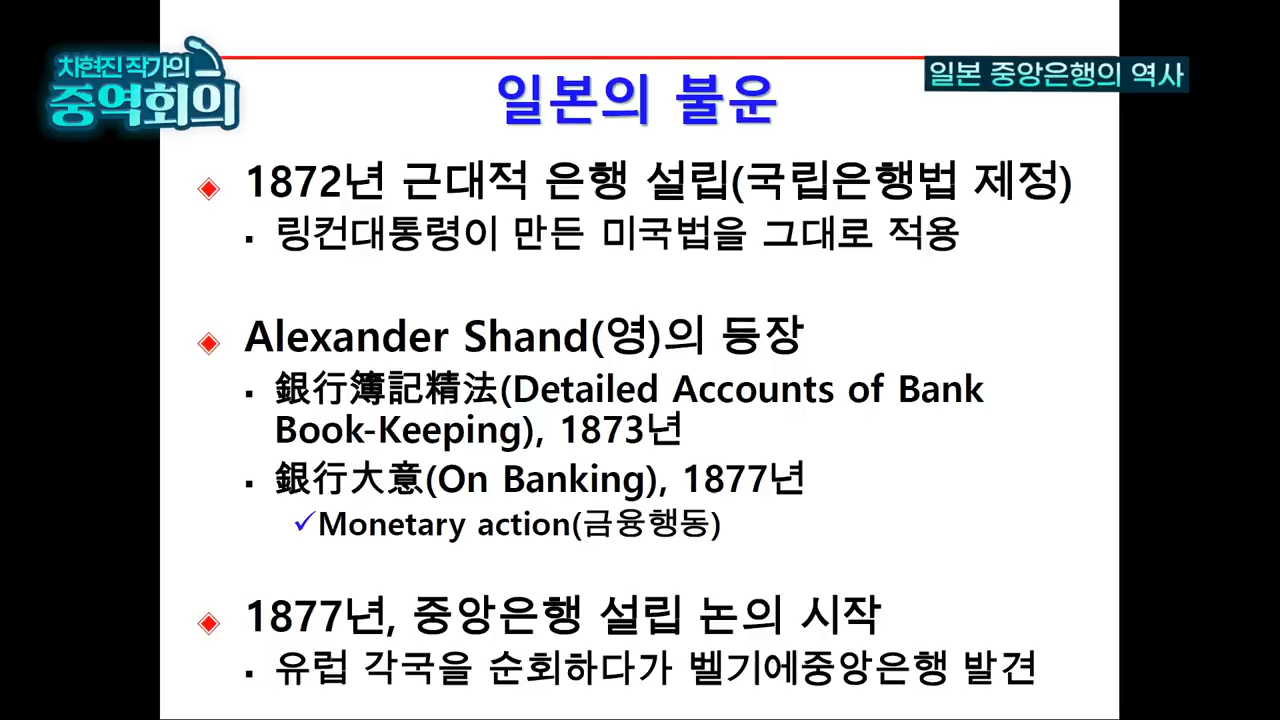 차현진 작가의
중역회의
일본 중앙은행의 역사
일본의 불운
1872년 근대적 은행 설립(국립은행법 제정)
링컨대통령이 만든 미국법을 그대로 적용
Alexander Shand(영)의 등장
銀行簿記精法(Detailed Accounts of Bank
Book-Keeping), 1873년
銀行大意(On Banking), 1877년
Monetary action(금융행동)
1877년, 중앙은행 설립 논의 시작
유럽 각국을 순회하다가 벨기에중앙은행 발견